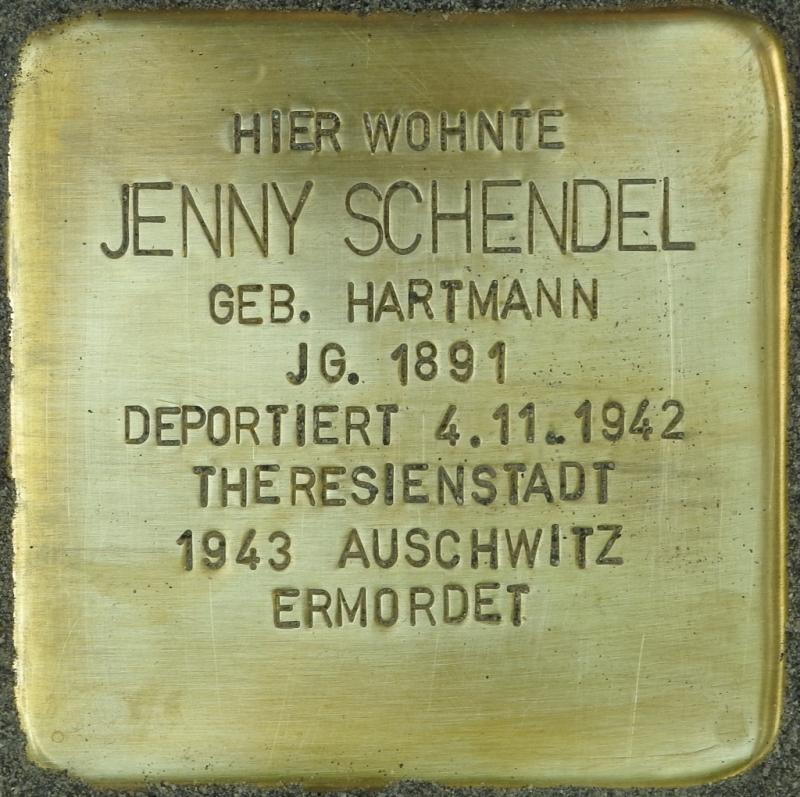 HIER WOHNTE
JENNY SCHENDEL
GEB. HARTMANN
JG. 1891
DEPORTIERT 4.11.1942
THERESIENSTADT
1943 AUSCHWITZ
ERMORDET